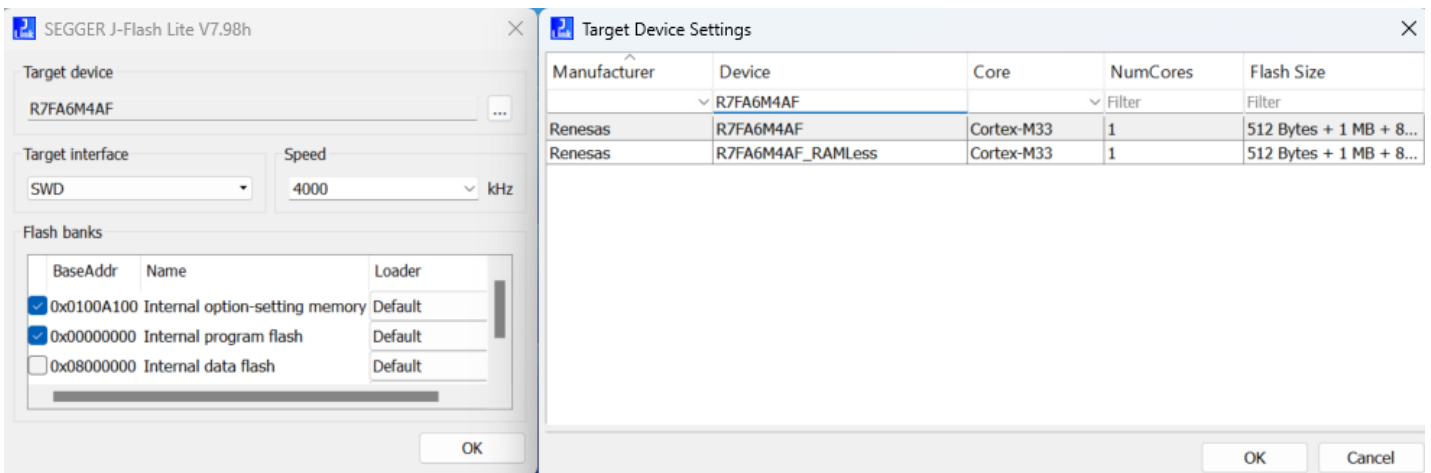 SEGGER J-Flash Lite V7.98h
Target device
R7FA6M4AF
...
Target interface
Speed
SWD
4000
kHz
Flash banks
BaseAddr Name Loader
0x0100A100 Internal option-setting memory Default
0x00000000 Internal program flash Default
0x08000000 Internal data flash Default
OK
Target Device Settings
Manufacturer Device Core NumCores Flash Size
R7FA6M4AF Filter Filter
Renesas R7FA6M4AF Cortex-M33 1 512 Bytes + 1 MB + 8...
Renesas R7FA6M4AF_RAMLess Cortex-M33 1 512 Bytes + 1 MB + 8...
OK Cancel